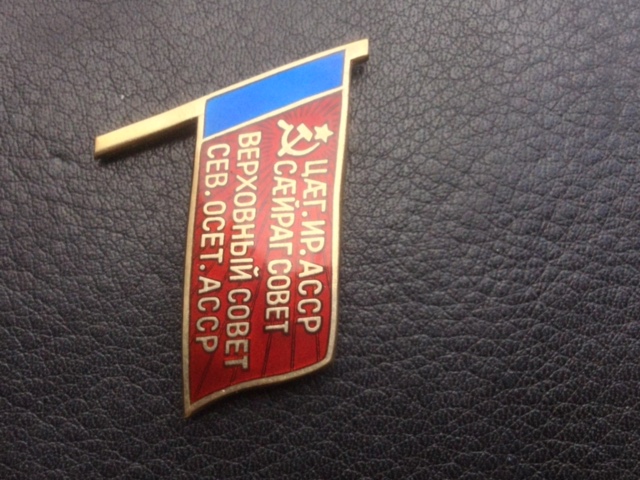 ЦÆГ. ИР. АССР
СÆЙРАГ СОВЕТ
ВЕРХОВНЫЙ СОВЕТ
СЕВ. ОСЕТ. АССР